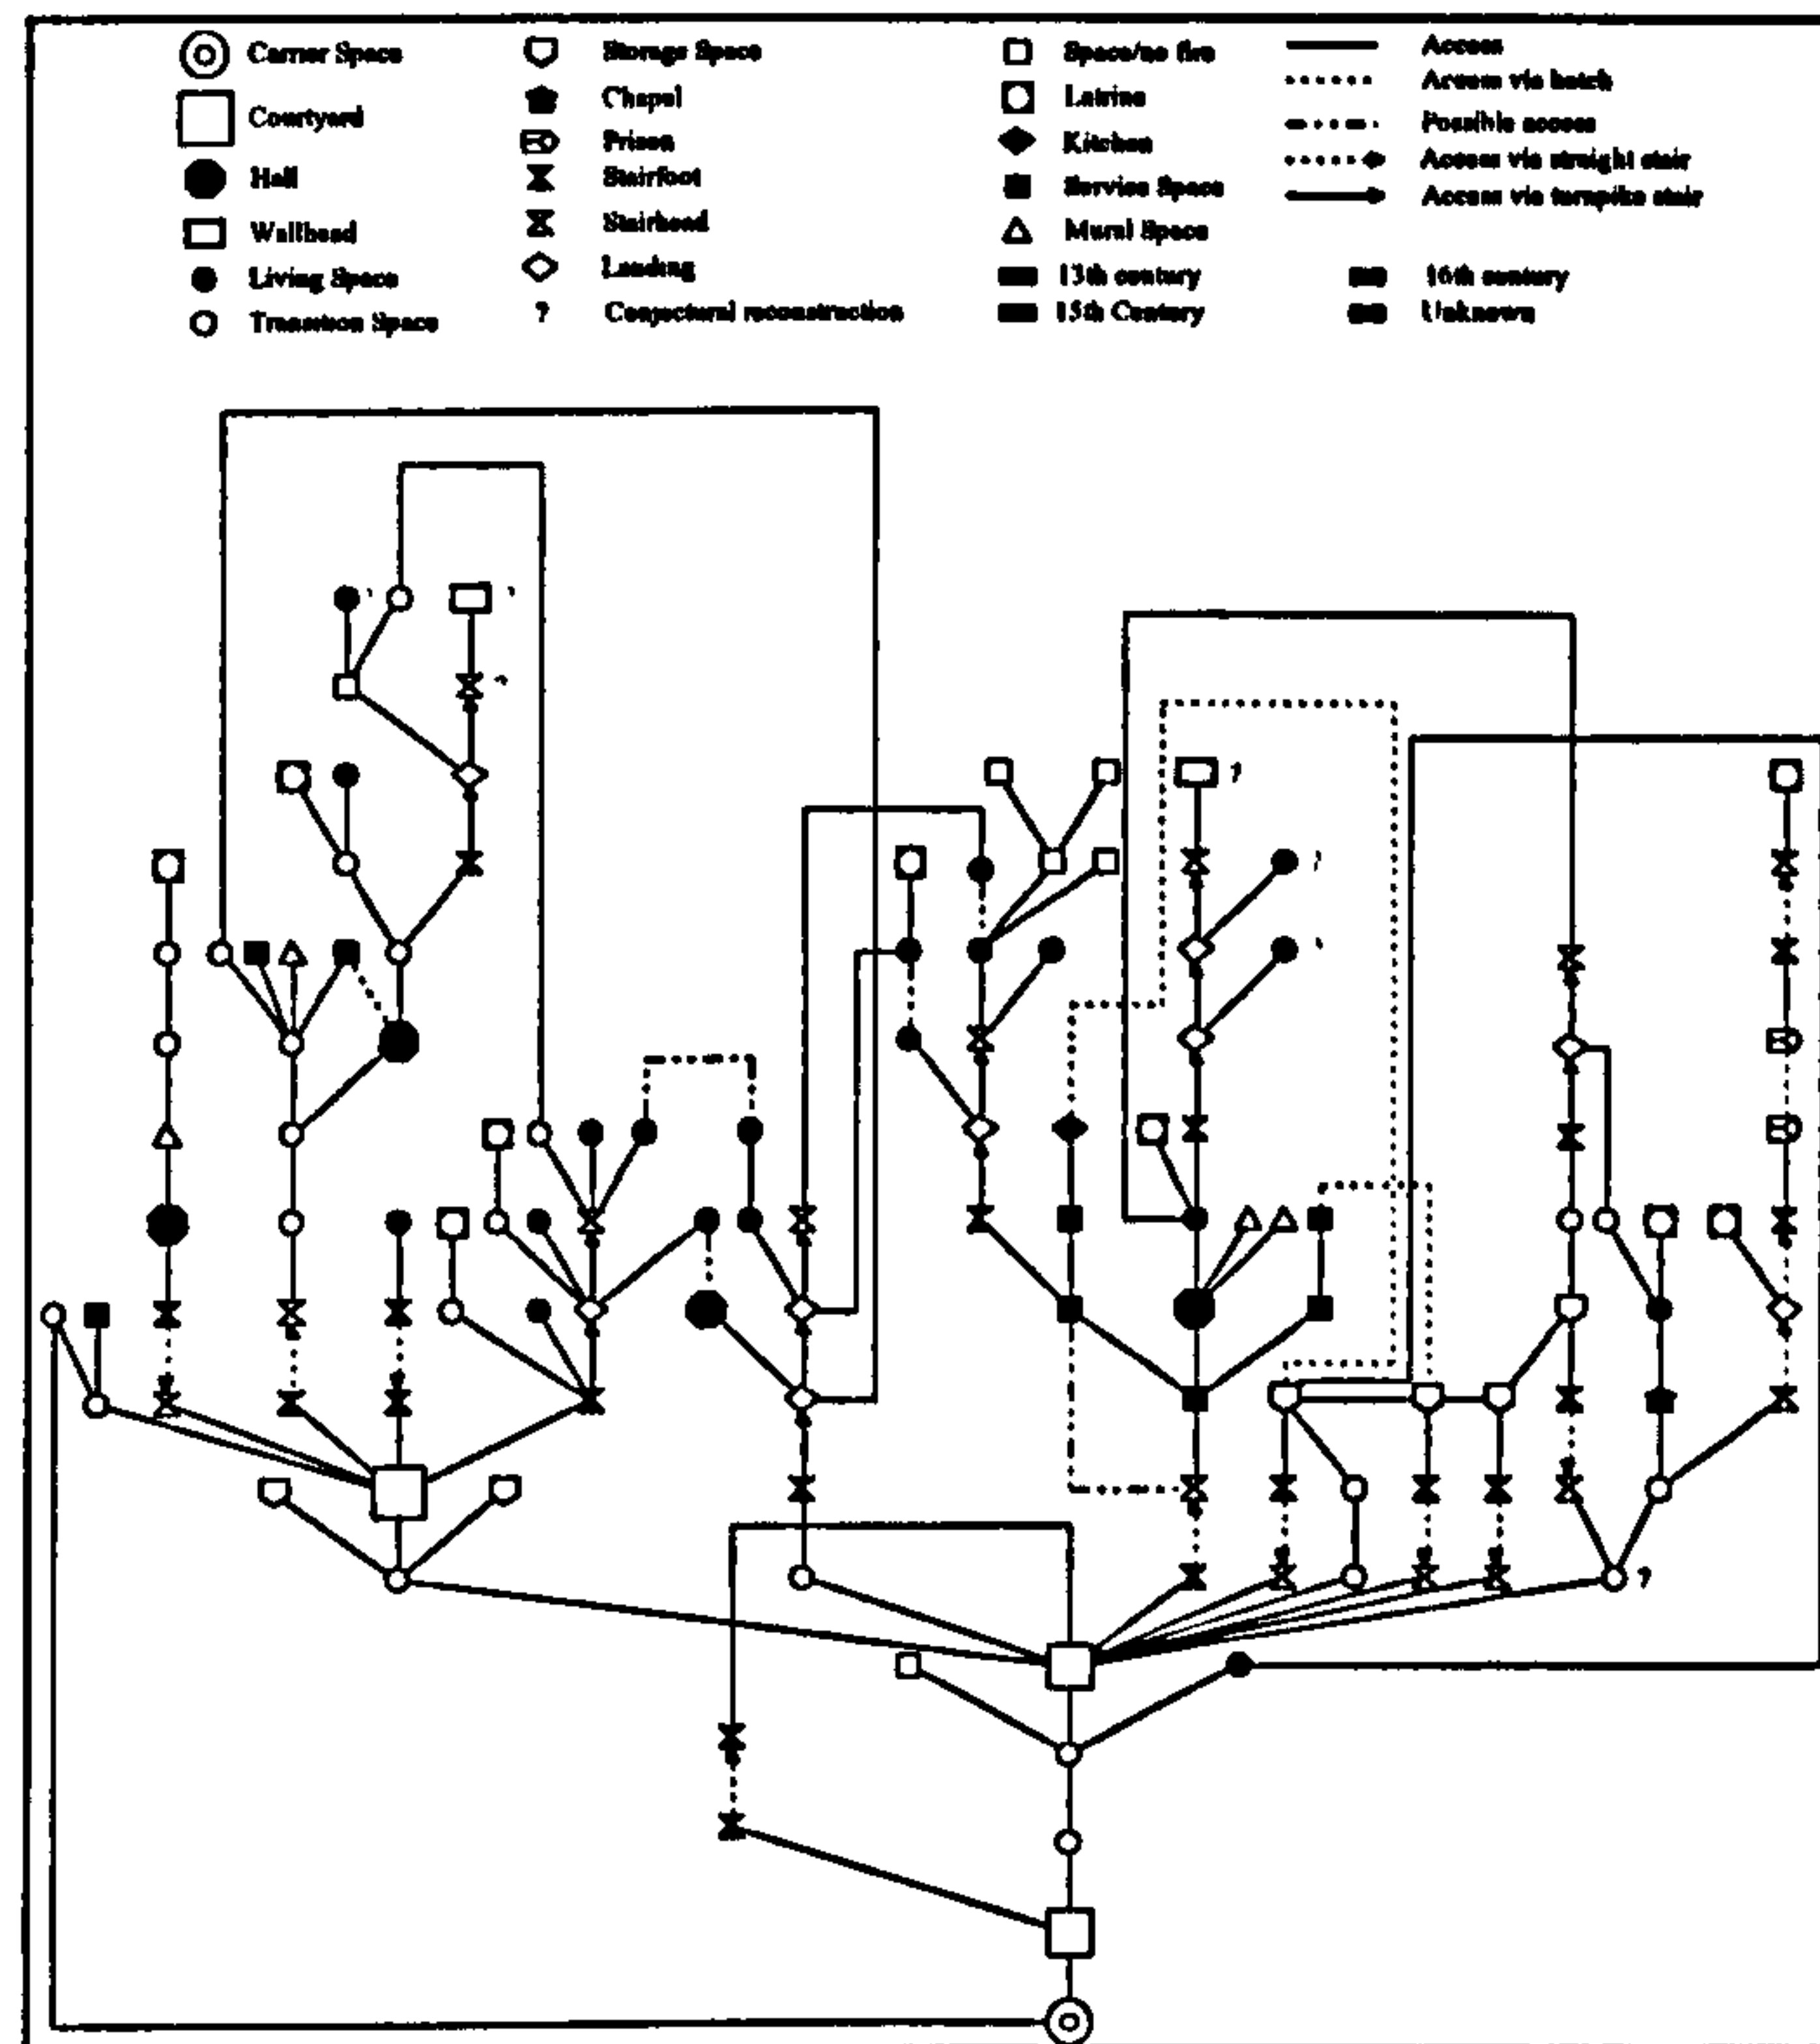 Carrier Space
Courtyard
Hall
Wallhead
Living Space
Transition Space
Storage Space
Chapel
Prison
Stairfoot
Stairhead
Landing
? Conjectural reconstruction
Space/no fire
Latrine
Kitchen
Service Space
Mural Space
13th century
15th Century
16th century
Unknown
Access
Access via hatch
Possible access
Access via straight stair
Access via turnpike stair
?
?
?
?
?
?
?